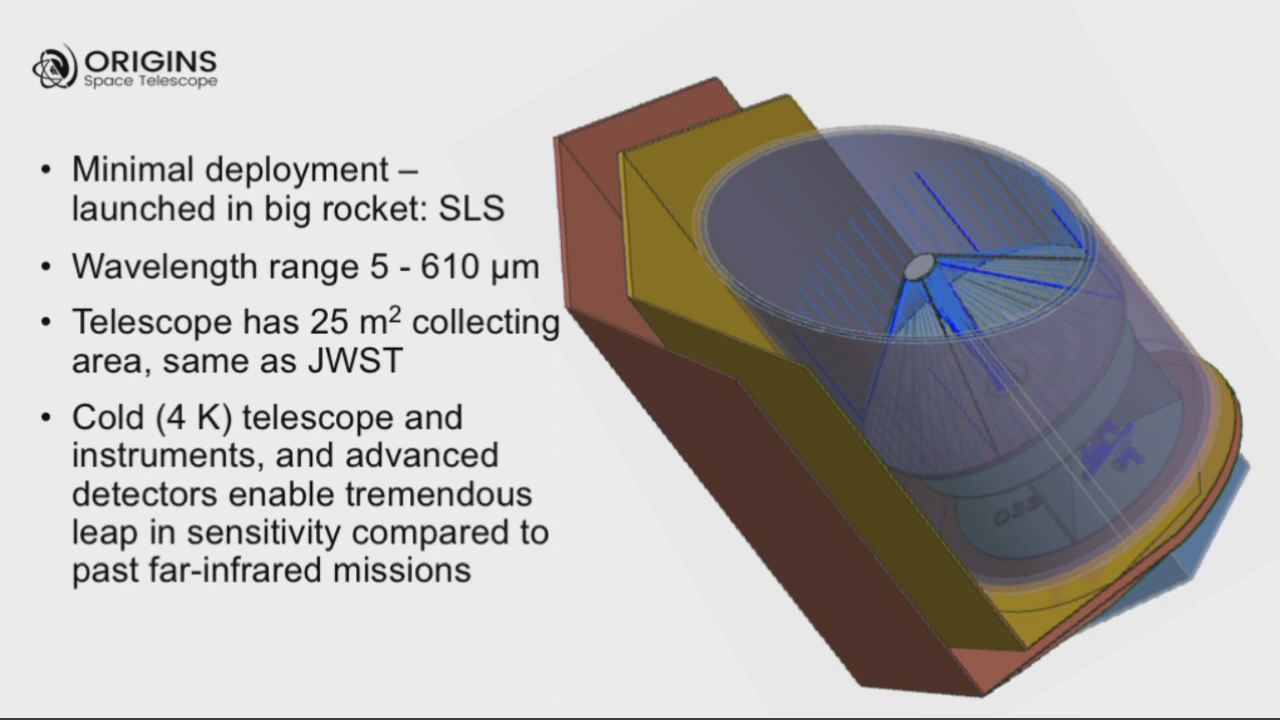 ORIGINS
Space Telescope
• Minimal deployment –
launched in big rocket: SLS
• Wavelength range 5 - 610 µm
• Telescope has 25 m² collecting
area, same as JWST
• Cold (4 K) telescope and
instruments, and advanced
detectors enable tremendous
leap in sensitivity compared to
past far-infrared missions
OSS